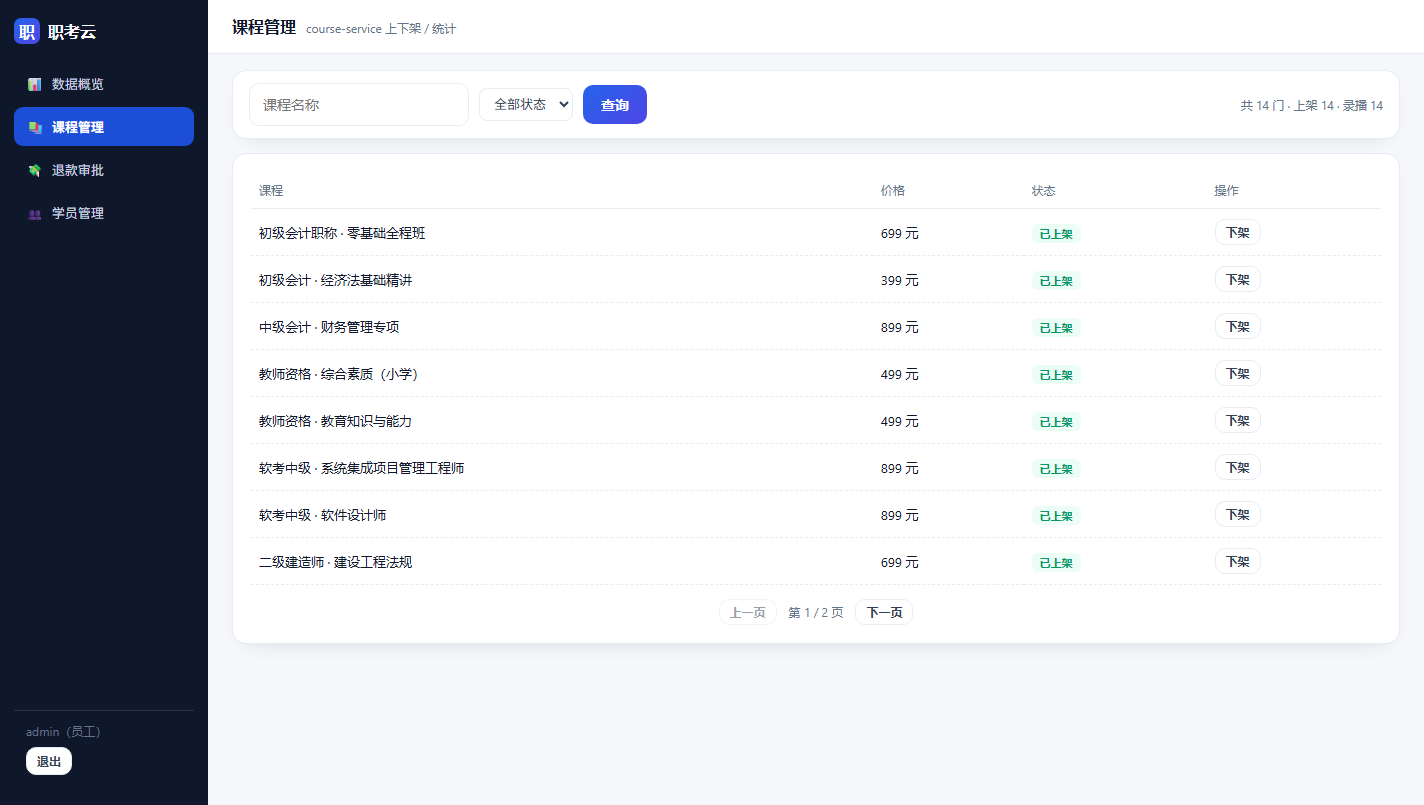 职 职考云
数据概览
课程管理
退款审批
学员管理
admin（员工）
退出
课程管理 course-service 上下架 / 统计
课程名称 全部状态 查询 共 14 门 · 上架 14 · 录播 14
课程 价格 状态 操作
初级会计职称 · 零基础全程班 699 元 已上架 下架
初级会计 · 经济法基础精讲 399 元 已上架 下架
中级会计 · 财务管理专项 899 元 已上架 下架
教师资格 · 综合素质（小学） 499 元 已上架 下架
教师资格 · 教育知识与能力 499 元 已上架 下架
软考中级 · 系统集成项目管理工程师 899 元 已上架 下架
软考中级 · 软件设计师 899 元 已上架 下架
二级建造师 · 建设工程法规 699 元 已上架 下架
上一页 第 1 / 2 页 下一页